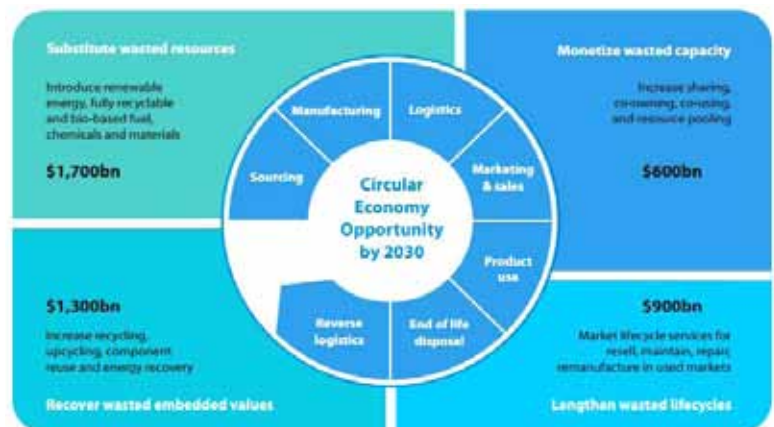 Substitute wasted resources
Introduce renewable
energy, fully recyclable
and bio-based fuel,
chemicals and materials
$1,700bn
Monetize wasted capacity
Increase sharing,
co-owning, co-using,
and resource pooling
$600bn
Manufacturing
Logistics
Sourcing
Marketing
& sales
Circular
Economy
Opportunity
by 2030
Product
use
Reverse
logistics
End of life
disposal
$1,300bn
Increase recycling,
upcycling, component
reuse and energy recovery
Recover wasted embedded values
$900bn
Market lifecycle services for
resell, maintain, repair,
remanufacture in used markets
Lengthen wasted lifecycles